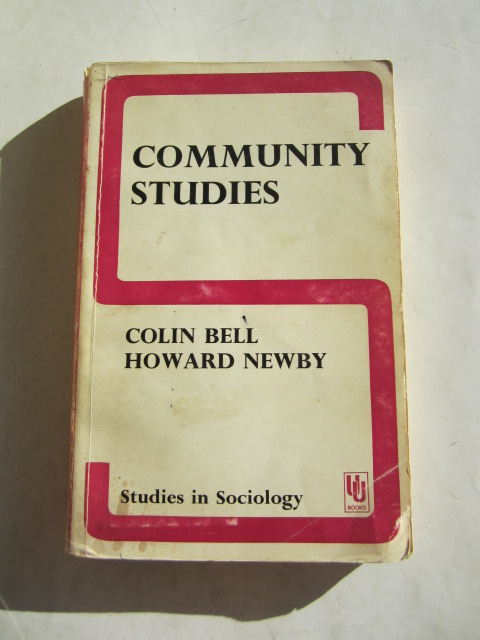 COMMUNITY
STUDIES
COLIN BELL
HOWARD NEWBY
Studies in Sociology
UU
BOOKS